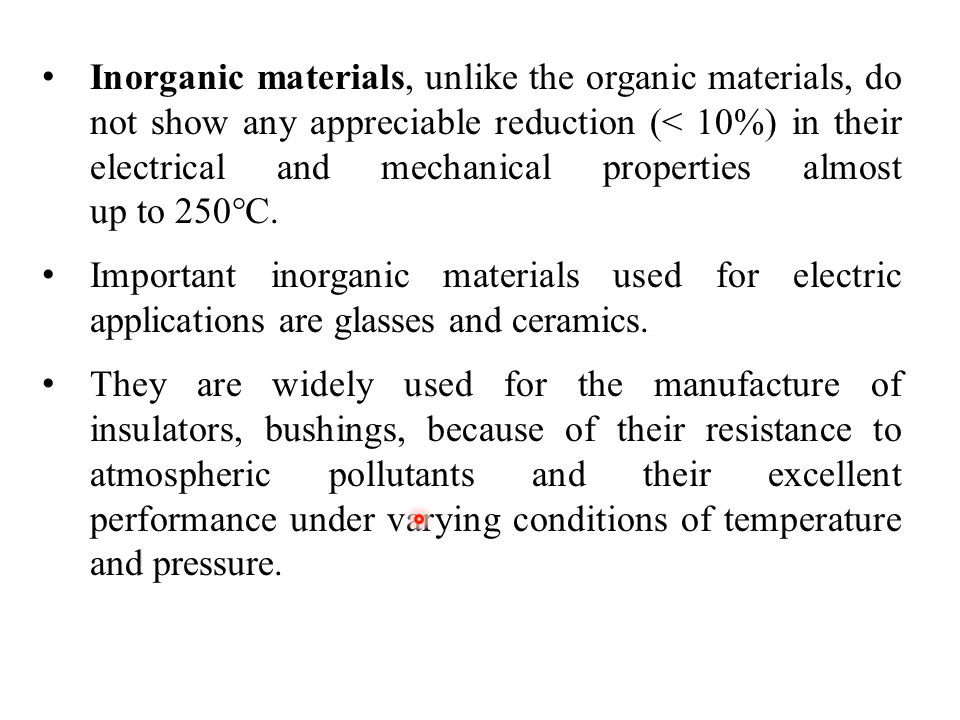 • Inorganic materials, unlike the organic materials, do
not show any appreciable reduction (< 10%) in their
electrical and mechanical properties almost
up to 250°C.
• Important inorganic materials used for electric
applications are glasses and ceramics.
• They are widely used for the manufacture of
insulators, bushings, because of their resistance to
atmospheric pollutants and their excellent
performance under varying conditions of temperature
and pressure.